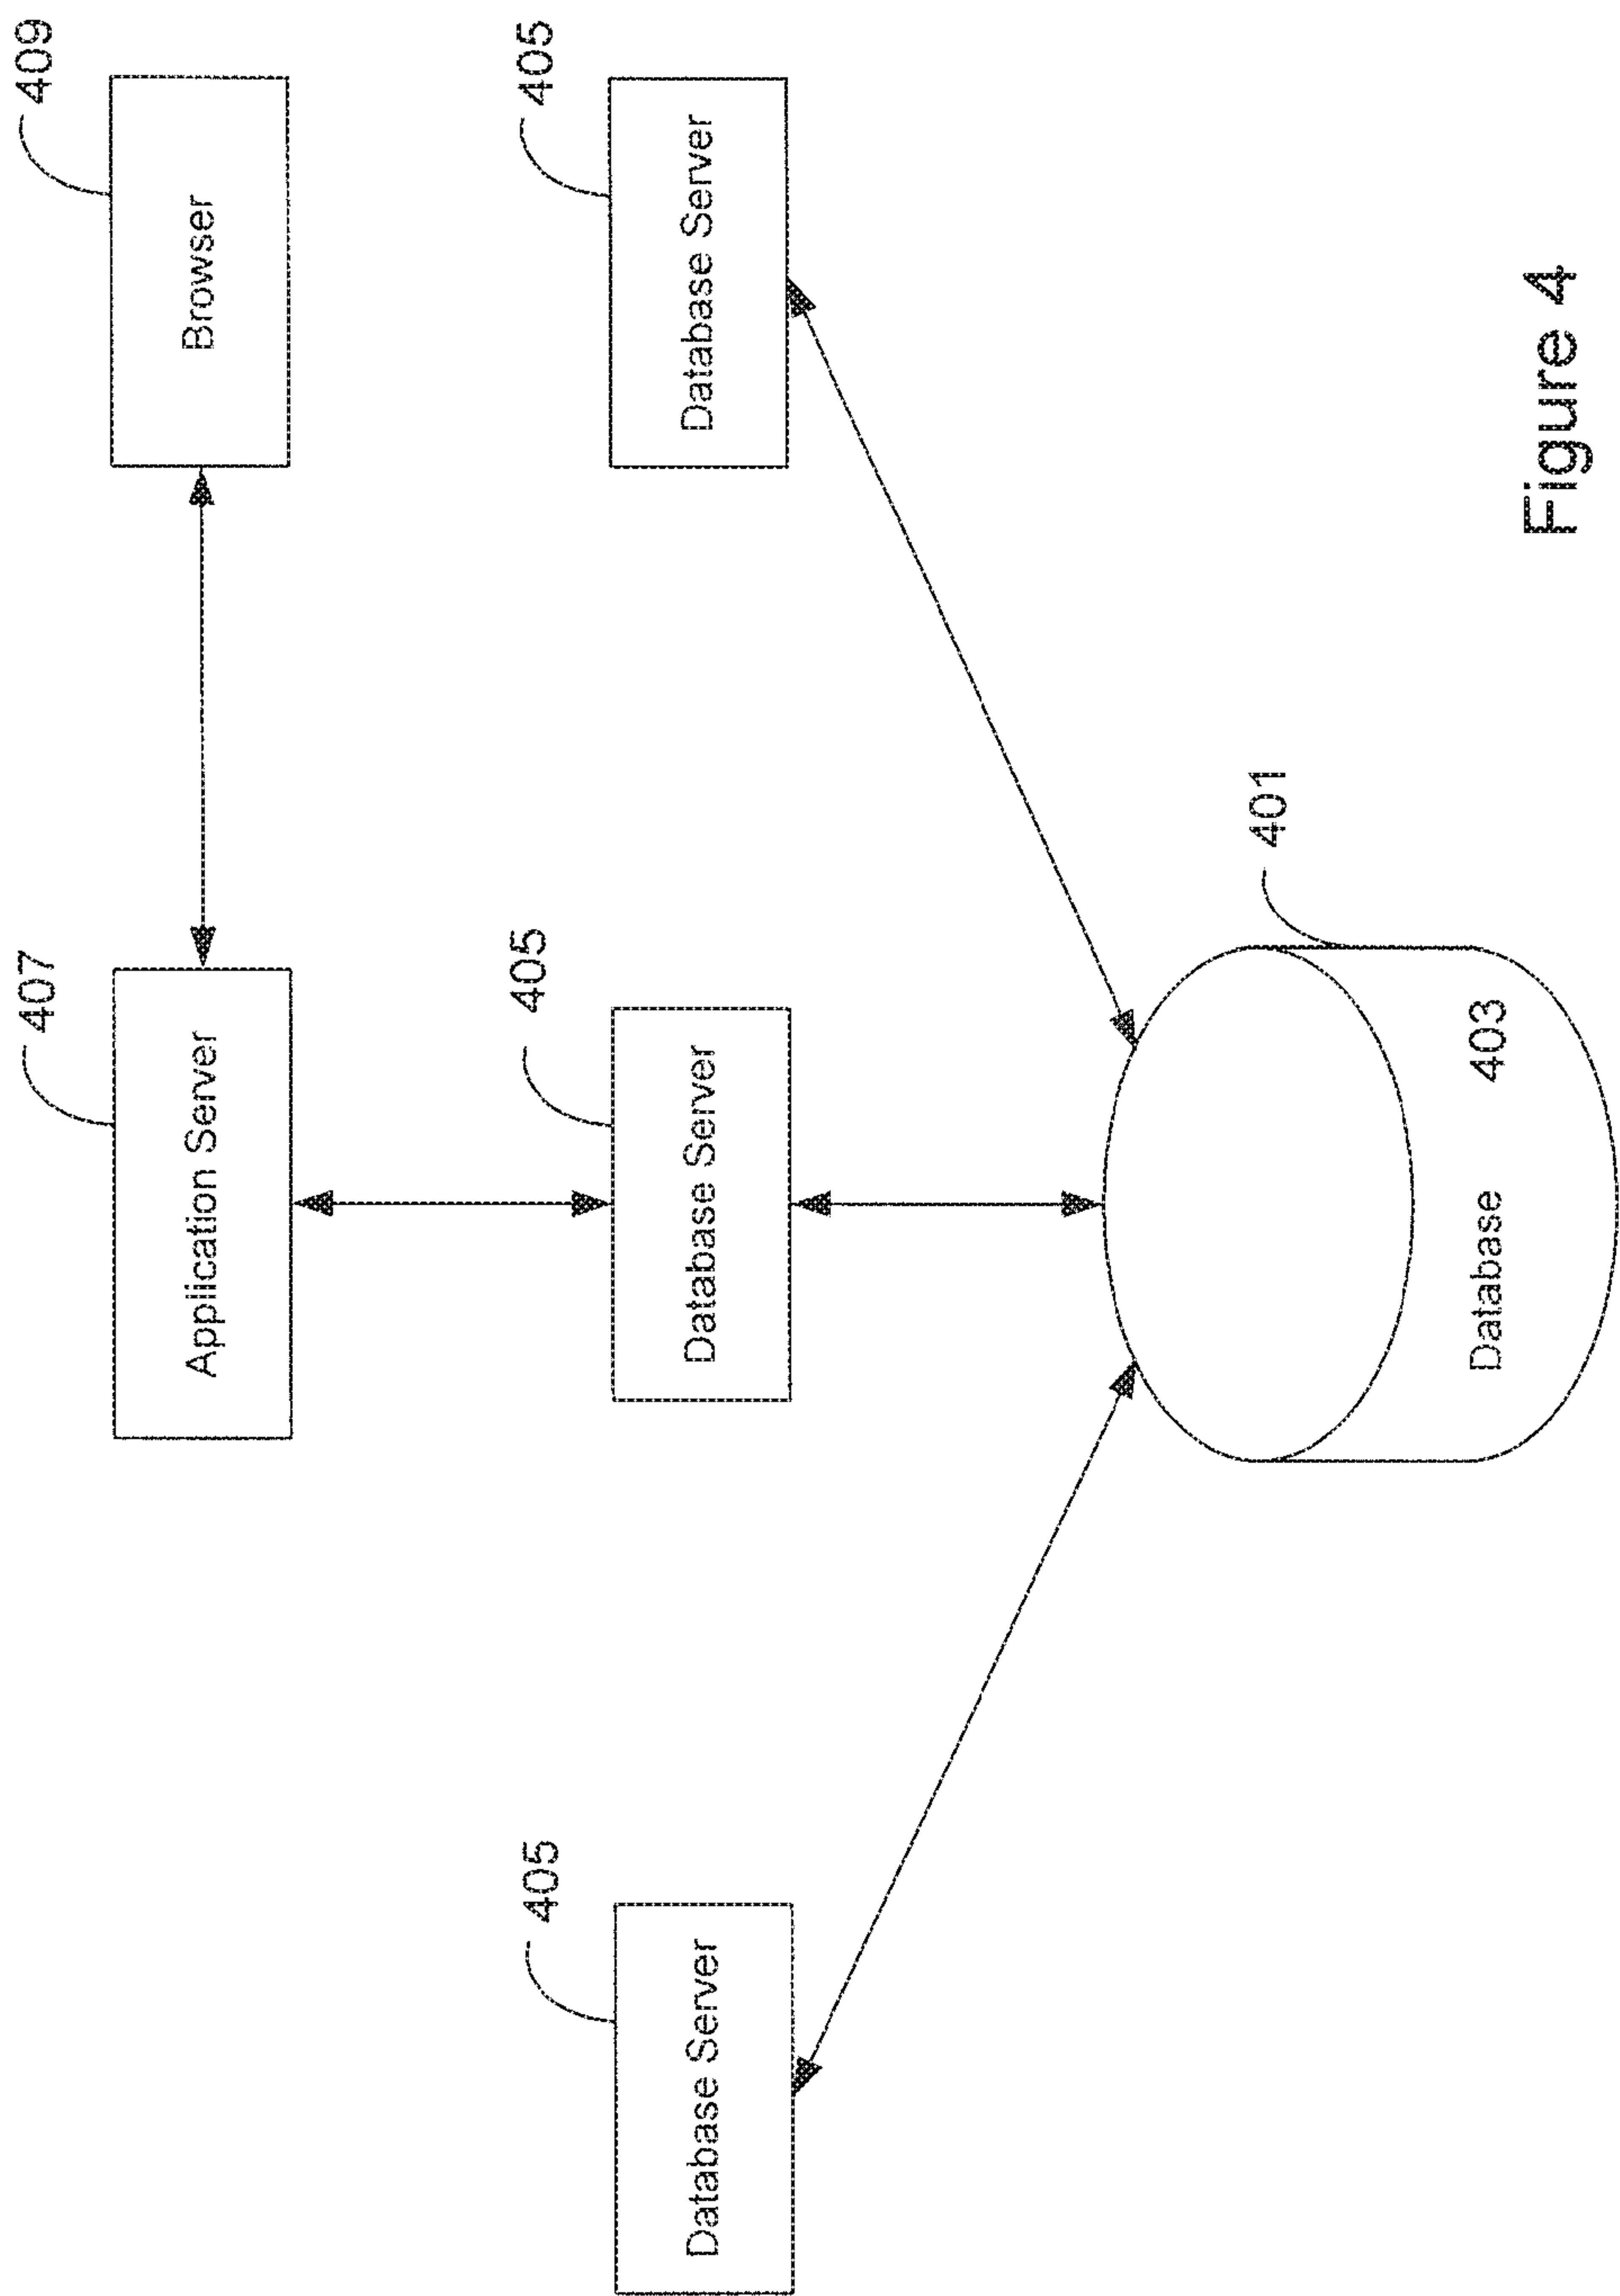 407
409
Application Server
Browser
405
405
405
Database Server
Database Server
Database Server
401
Database
403
Figure 4